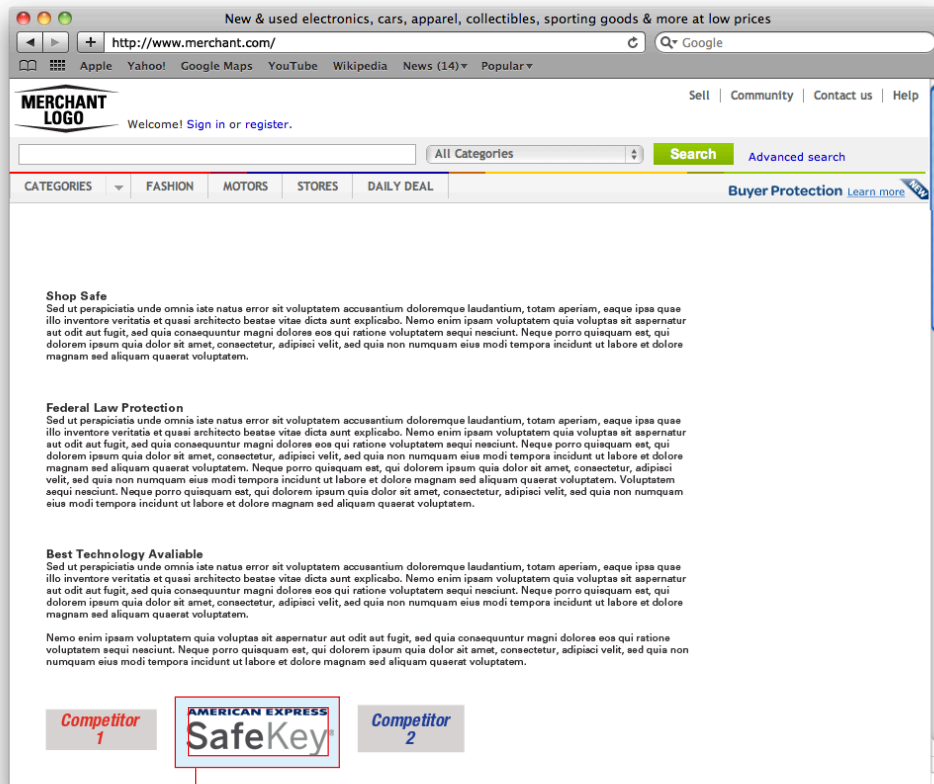 New & used electronics, cars, apparel, collectibles, sporting goods & more at low prices
http://www.merchant.com/
Google
Apple Yahoo! Google Maps YouTube Wikipedia News (14) Popular
MERCHANT
LOGO
Sell | Community | Contact us | Help
Welcome! Sign in or register.
All Categories
Search
Advanced search
CATEGORIES FASHION MOTORS STORES DAILY DEAL
Buyer Protection Learn more NEW
Shop Safe
Sed ut perspiciatia unde omnia iate natus error sit voluptatem accusantium doloremque laudantium, totam aperiam, eaque ipsa quae
illo inventore veritatis et quasi architecto beatae vitae dicta sunt explicabo. Nemo enim ipsam voluptatem quia voluptas sit aspernatur
aut odit aut fugit, sed quia consequuntur magni dolores eos qui ratione voluptatem sequi nesciunt. Neque porro quisquam est, qui
dolorem ipsum quia dolor sit amet, consectetur, adipisci velit, sed quia non numquam eius modi tempora incidunt ut labore et dolore
magnam sed aliquam quaerat voluptatem.
Federal Law Protection
Sed ut perspiciatia unde omnia iate natus error sit voluptatem accusantium doloremque laudantium, totam aperiam, eaque ipsa quae
illo inventore veritatis et quasi architecto beatae vitae dicta sunt explicabo. Nemo enim ipsam voluptatem quia voluptas sit aspernatur
aut odit aut fugit, sed quia consequuntur magni dolores eos qui ratione voluptatem sequi nesciunt. Neque porro quisquam est, qui
dolorem ipsum quia dolor sit amet, consectetur, adipisci velit, sed quia non numquam eius modi tempora incidunt ut labore et dolore
magnam sed aliquam quaerat voluptatem. Neque porro quisquam est, qui dolorem ipsum quia dolor sit amet, consectetur, adipisci
velit, sed quia non numquam eius modi tempora incidunt ut labore et dolore magnam sed aliquam quaerat voluptatem. Voluptatem
sequi nesciunt. Neque porro quisquam est, qui dolorem ipsum quia dolor sit amet, consectetur, adipisci velit, sed quia non numquam
eius modi tempora incidunt ut labore et dolore magnam sed aliquam quaerat voluptatem.
Best Technology Avaliable
Sed ut perspiciatia unde omnia iate natus error sit voluptatem accusantium doloremque laudantium, totam aperiam, eaque ipsa quae
illo inventore veritatis et quasi architecto beatae vitae dicta sunt explicabo. Nemo enim ipsam voluptatem quia voluptas sit aspernatur
aut odit aut fugit, sed quia consequuntur magni dolores eos qui ratione voluptatem sequi nesciunt. Neque porro quisquam est, qui
dolorem ipsum quia dolor sit amet, consectetur, adipisci velit, sed quia non numquam eius modi tempora incidunt ut labore et dolore
magnam sed aliquam quaerat voluptatem.
Nemo enim ipsam voluptatem quia voluptas sit aspernatur aut odit aut fugit, sed quia consequuntur magni dolores eos qui ratione
voluptatem sequi nesciunt. Neque porro quisquam est, qui dolorem ipsum quia dolor sit amet, consectetur, adipisci velit, sed quia non
numquam eius modi tempora incidunt ut labore et dolore magnam sed aliquam quaerat voluptatem.
Competitor
1
AMERICAN EXPRESS
SafeKey®
Competitor
2